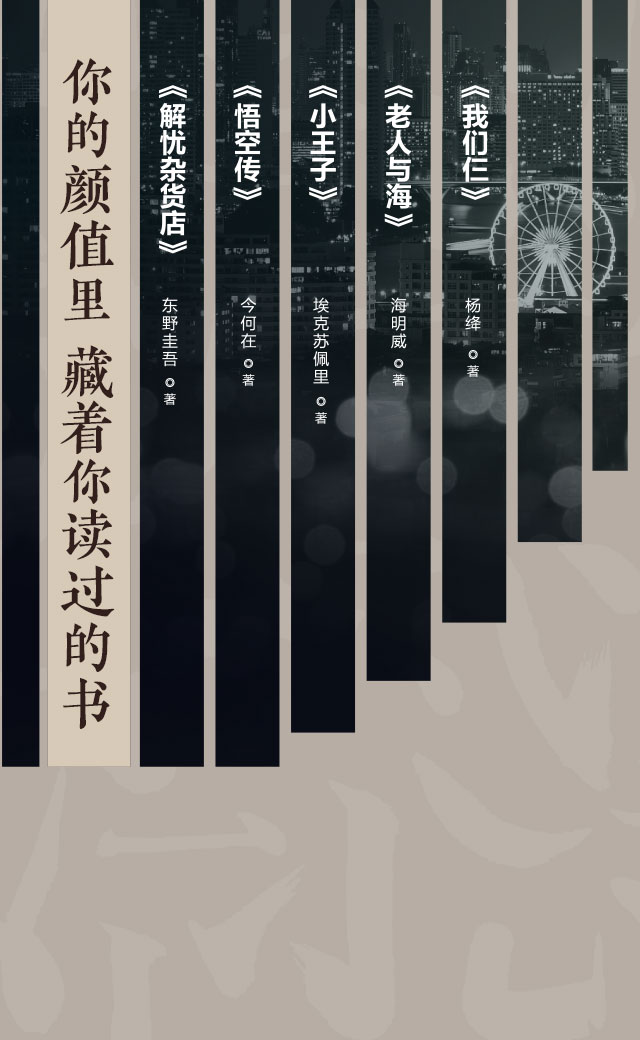 你的颜值里 藏着你读过的书
《解忧杂货店》
东野圭吾 ◎ 著
《悟空传》
今何在 ◎ 著
《小王子》
埃克苏佩里 ◎ 著
《老人与海》
海明威 ◎ 著
《我们仨》
杨绛 ◎ 著